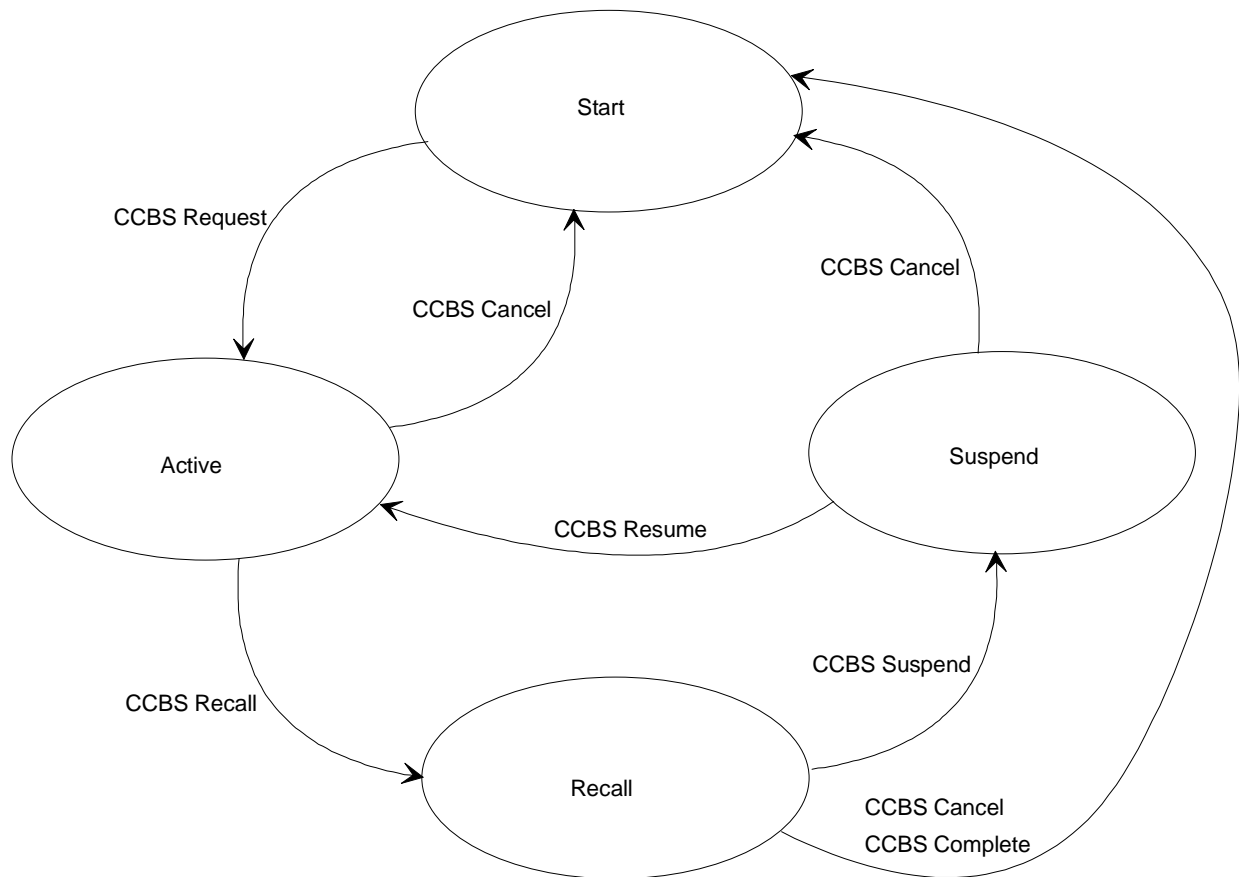 Start
CCBS Request
CCBS Cancel
CCBS Cancel
Active
Suspend
CCBS Resume
CCBS Suspend
CCBS Recall
Recall
CCBS Cancel
CCBS Complete